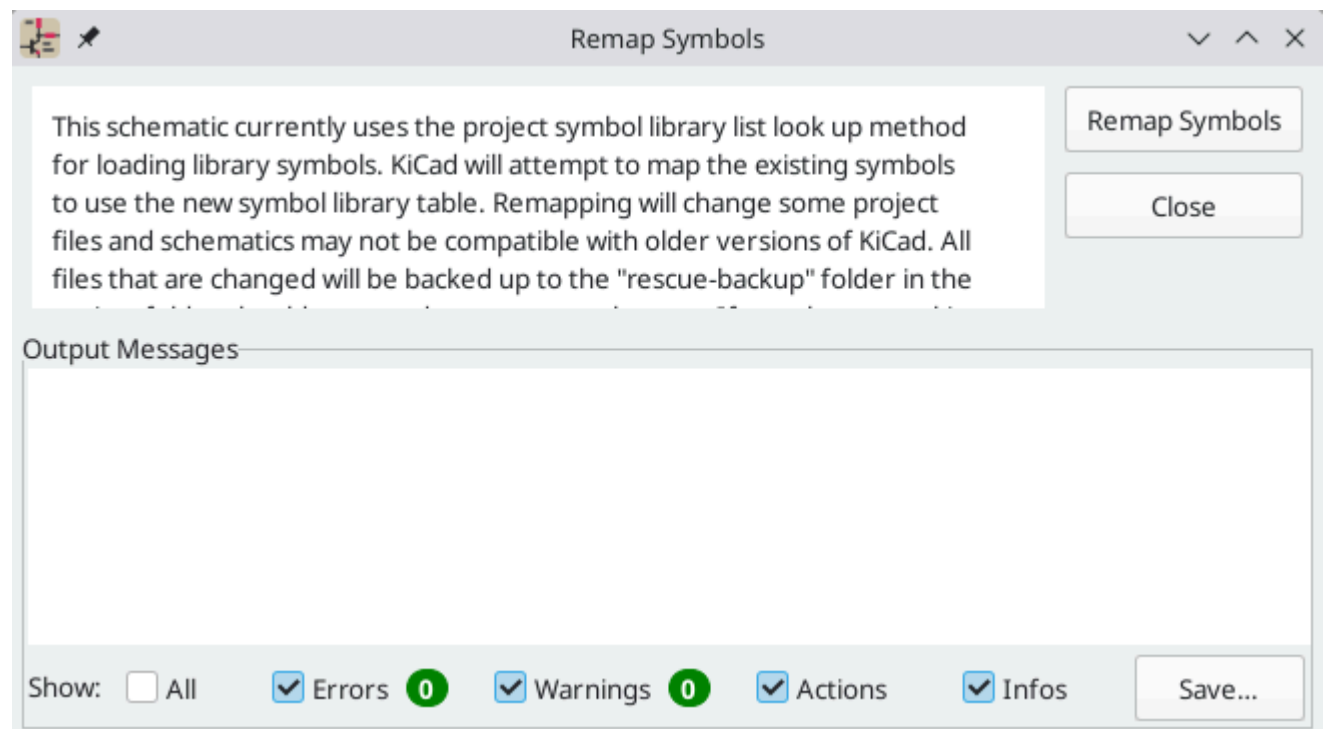 Remap Symbols
This schematic currently uses the project symbol library list look up method
for loading library symbols. KiCad will attempt to map the existing symbols
to use the new symbol library table. Remapping will change some project
files and schematics may not be compatible with older versions of KiCad. All
files that are changed will be backed up to the "rescue-backup" folder in the
Remap Symbols
Close
Output Messages
Show: All Errors 0 Warnings 0 Actions Infos Save...